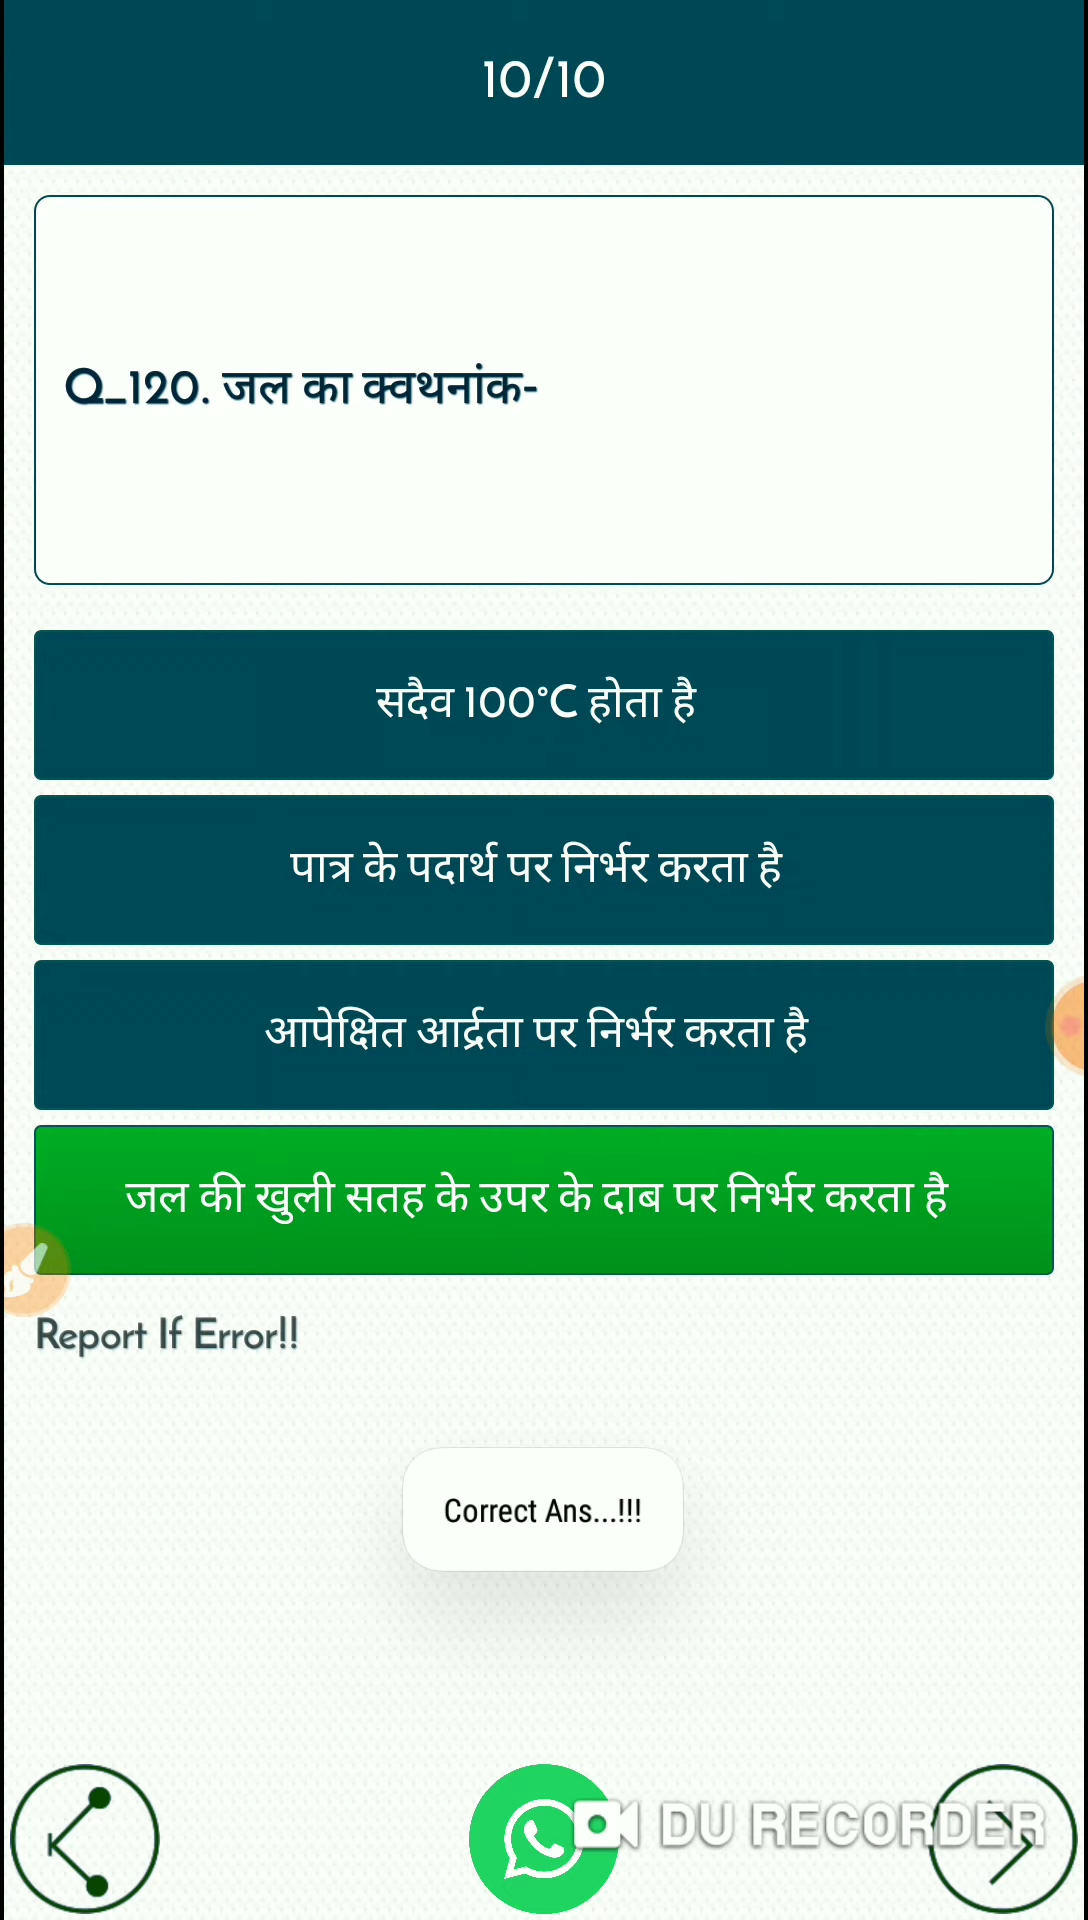 10/10
Q_120. जल का क्वथनांक-
सदैव 100°C होता है
पात्र के पदार्थ पर निर्भर करता है
आपेक्षित आर्द्रता पर निर्भर करता है
जल की खुली सतह के उपर के दाब पर निर्भर करता है
Report If Error!!
Correct Ans...!!!
DU RECORDER